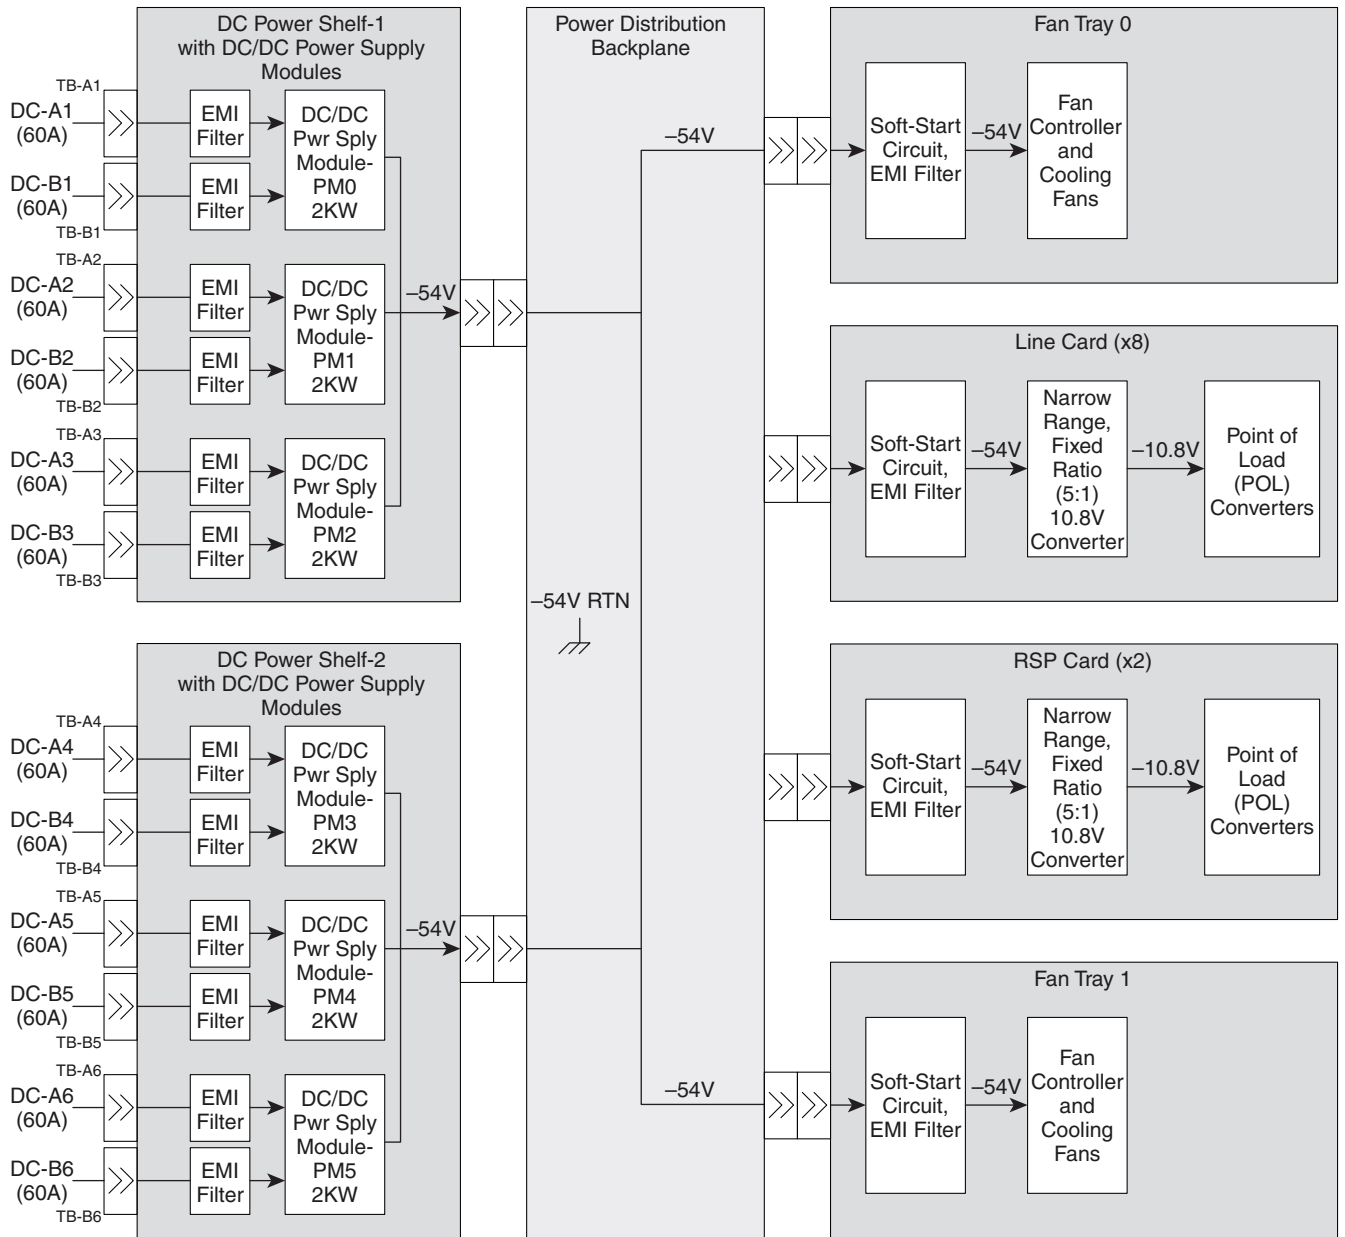 DC Power Shelf-1
with DC/DC Power Supply
Modules
TB-A1
DC-A1
(60A)
EMI
Filter
DC/DC
Pwr Sply
Module-
PM0
2KW
DC-B1
(60A)
TB-B1
EMI
Filter
TB-A2
DC-A2
(60A)
EMI
Filter
DC/DC
Pwr Sply
Module-
PM1
2KW
DC-B2
(60A)
TB-B2
EMI
Filter
TB-A3
DC-A3
(60A)
EMI
Filter
DC/DC
Pwr Sply
Module-
PM2
2KW
DC-B3
(60A)
TB-B3
EMI
Filter
–54V
DC Power Shelf-2
with DC/DC Power Supply
Modules
TB-A4
DC-A4
(60A)
EMI
Filter
DC/DC
Pwr Sply
Module-
PM3
2KW
DC-B4
(60A)
TB-B4
EMI
Filter
TB-A5
DC-A5
(60A)
EMI
Filter
DC/DC
Pwr Sply
Module-
PM4
2KW
DC-B5
(60A)
TB-B5
EMI
Filter
TB-A6
DC-A6
(60A)
EMI
Filter
DC/DC
Pwr Sply
Module-
PM5
2KW
DC-B6
(60A)
TB-B6
EMI
Filter
–54V
Power Distribution
Backplane
–54V
–54V RTN
–54V
Fan Tray 0
Soft-Start
Circuit,
EMI Filter
–54V
Fan
Controller
and
Cooling
Fans
Line Card (x8)
Soft-Start
Circuit,
EMI Filter
–54V
Narrow
Range,
Fixed
Ratio
(5:1)
10.8V
Converter
–10.8V
Point of
Load
(POL)
Converters
RSP Card (x2)
Soft-Start
Circuit,
EMI Filter
–54V
Narrow
Range,
Fixed
Ratio
(5:1)
10.8V
Converter
–10.8V
Point of
Load
(POL)
Converters
Fan Tray 1
Soft-Start
Circuit,
EMI Filter
–54V
Fan
Controller
and
Cooling
Fans